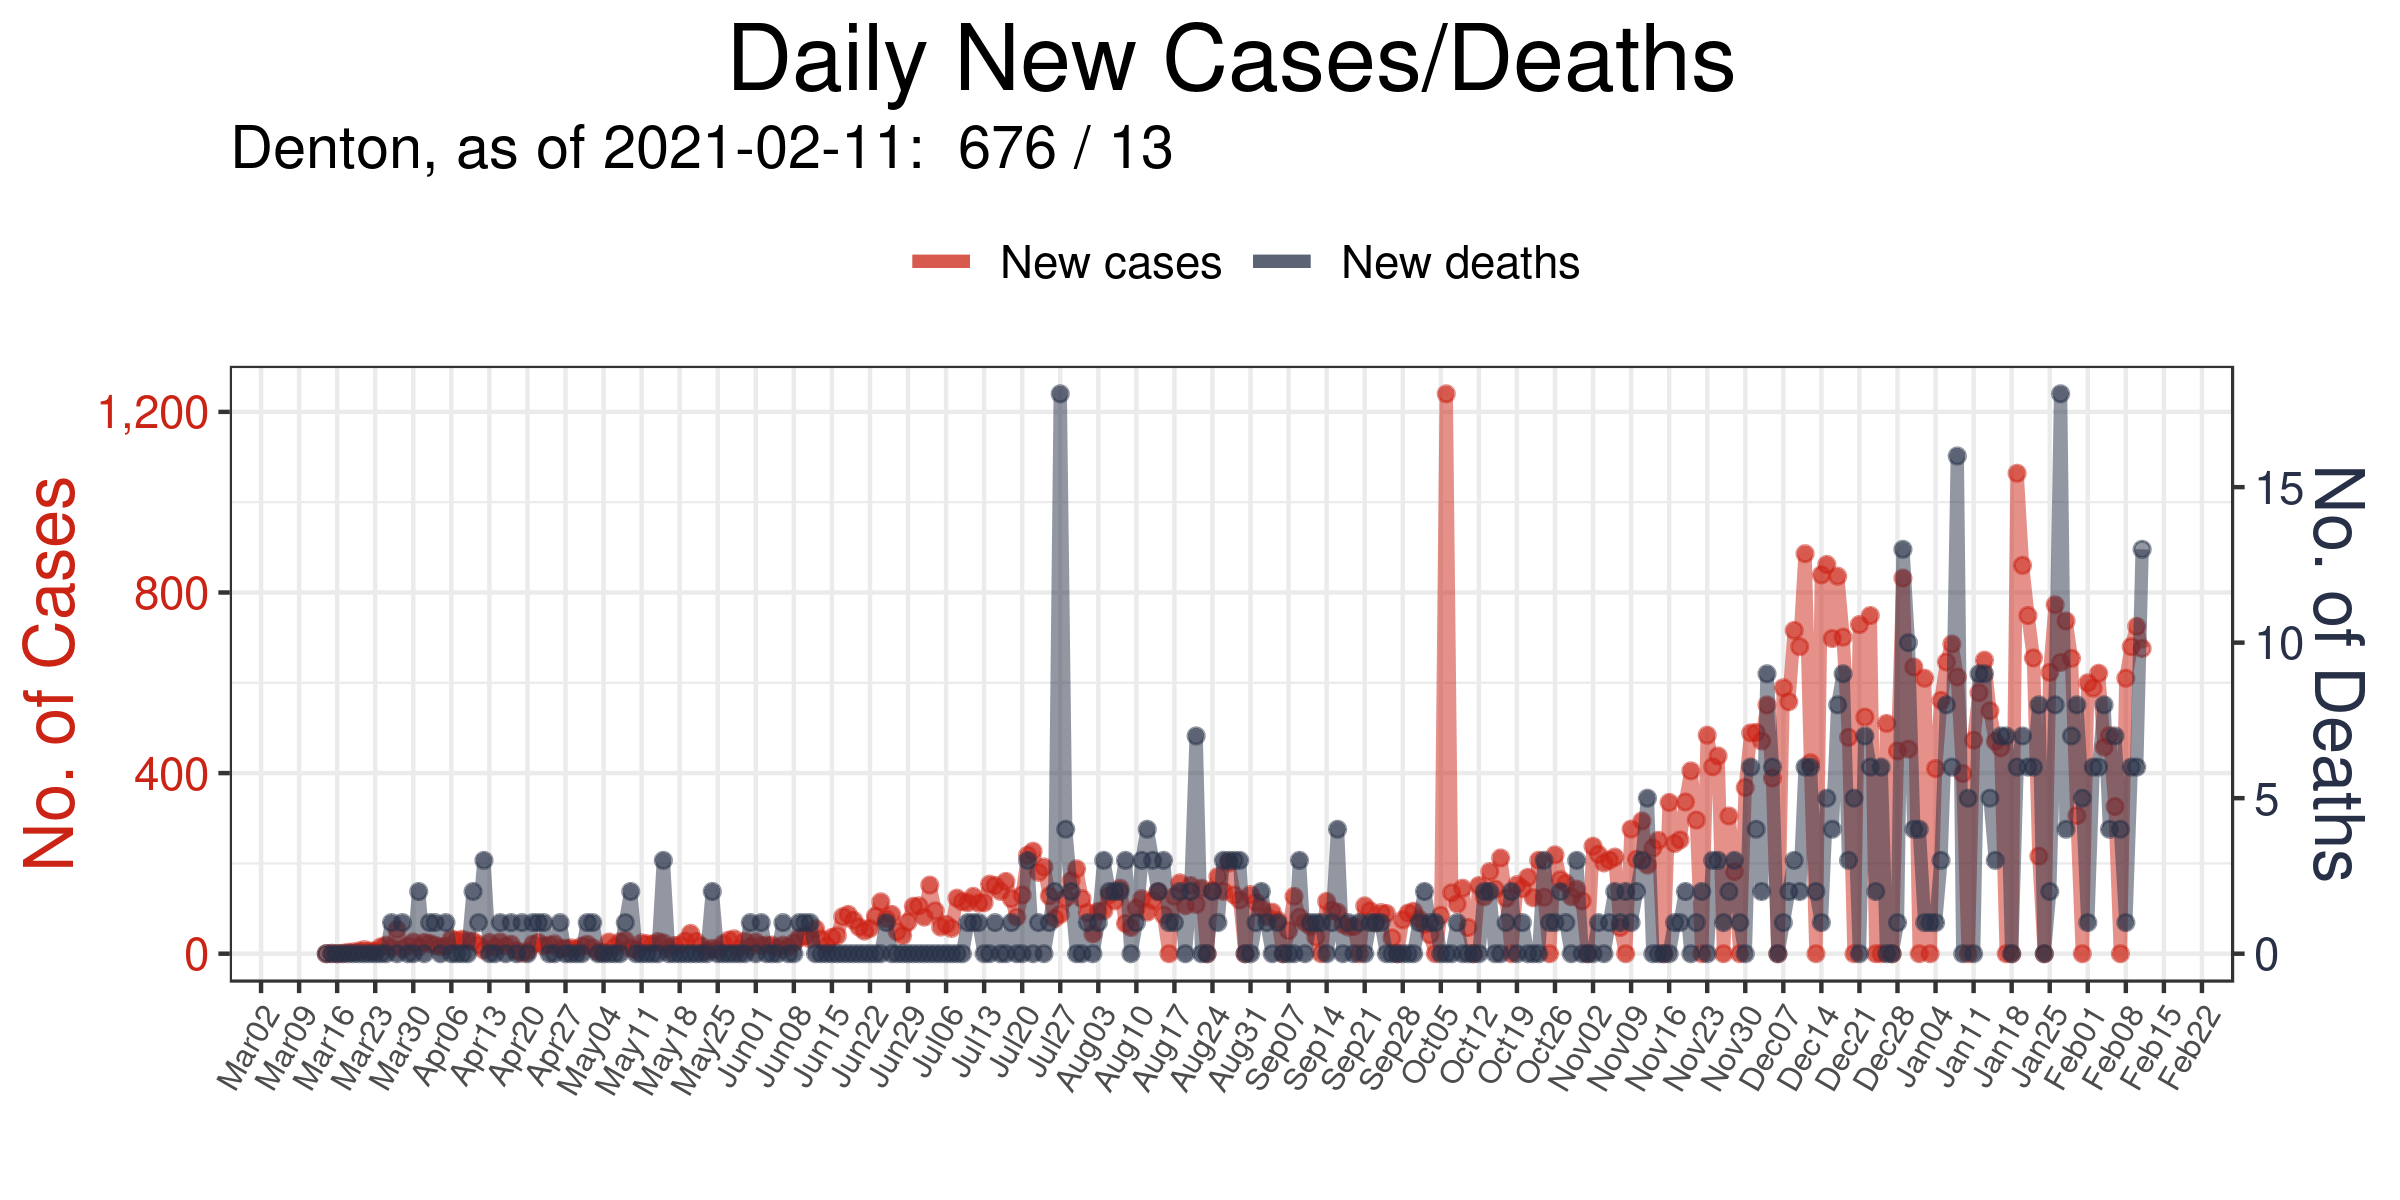 Daily New Cases/Deaths
Denton, as of 2021-02-11:  676 / 13
New cases
New deaths
No. of Cases
1,200
800
400
0
15
10
5
0
No. of Deaths
Mar02
Mar09
Mar16
Mar23
Mar30
Apr06
Apr13
Apr20
Apr27
May04
May11
May18
May25
Jun01
Jun08
Jun15
Jun22
Jun29
Jul06
Jul13
Jul20
Jul27
Aug03
Aug10
Aug17
Aug24
Aug31
Sep07
Sep14
Sep21
Sep28
Oct05
Oct12
Oct19
Oct26
Nov02
Nov09
Nov16
Nov23
Nov30
Dec07
Dec14
Dec21
Dec28
Jan04
Jan11
Jan18
Jan25
Feb01
Feb08
Feb15
Feb22